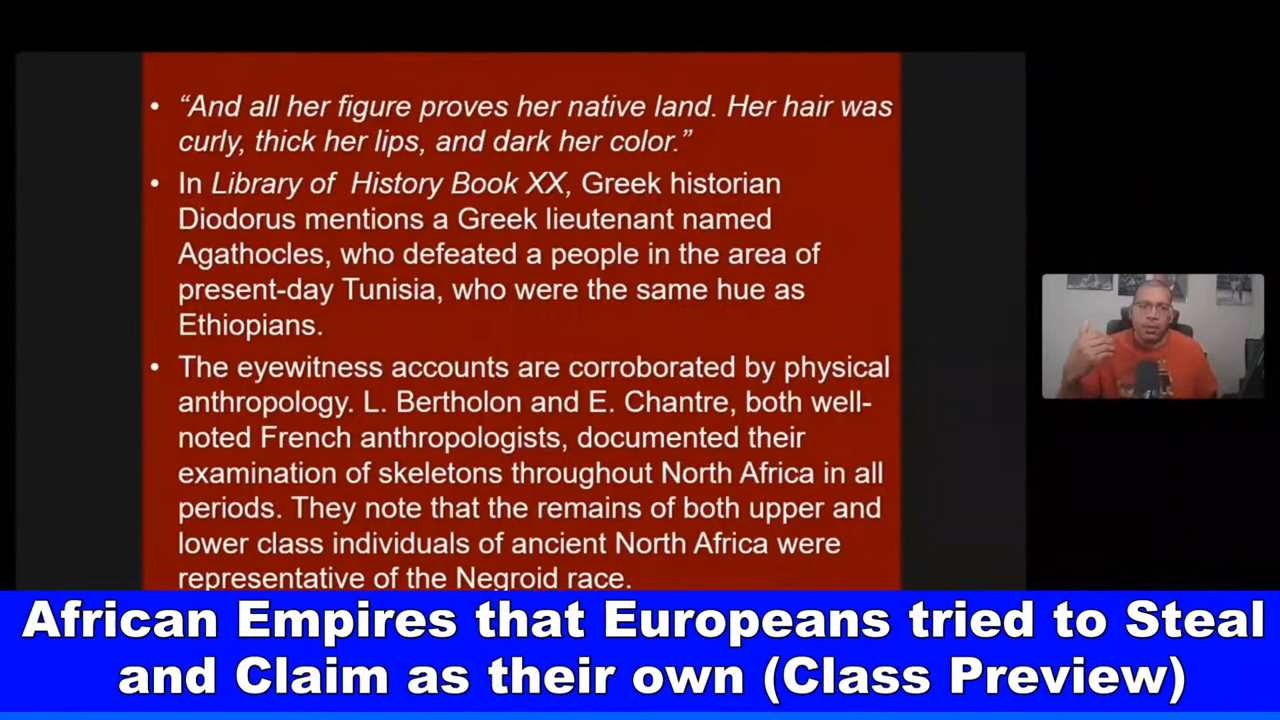 • “And all her figure proves her native land. Her hair was
curly, thick her lips, and dark her color.”
• In Library of History Book XX, Greek historian
Diodorus mentions a Greek lieutenant named
Agathocles, who defeated a people in the area of
present-day Tunisia, who were the same hue as
Ethiopians.
• The eyewitness accounts are corroborated by physical
anthropology. L. Bertholon and E. Chantre, both well-
noted French anthropologists, documented their
examination of skeletons throughout North Africa in all
periods. They note that the remains of both upper and
lower class individuals of ancient North Africa were
representative of the Negroid race.
African Empires that Europeans tried to Steal
and Claim as their own (Class Preview)